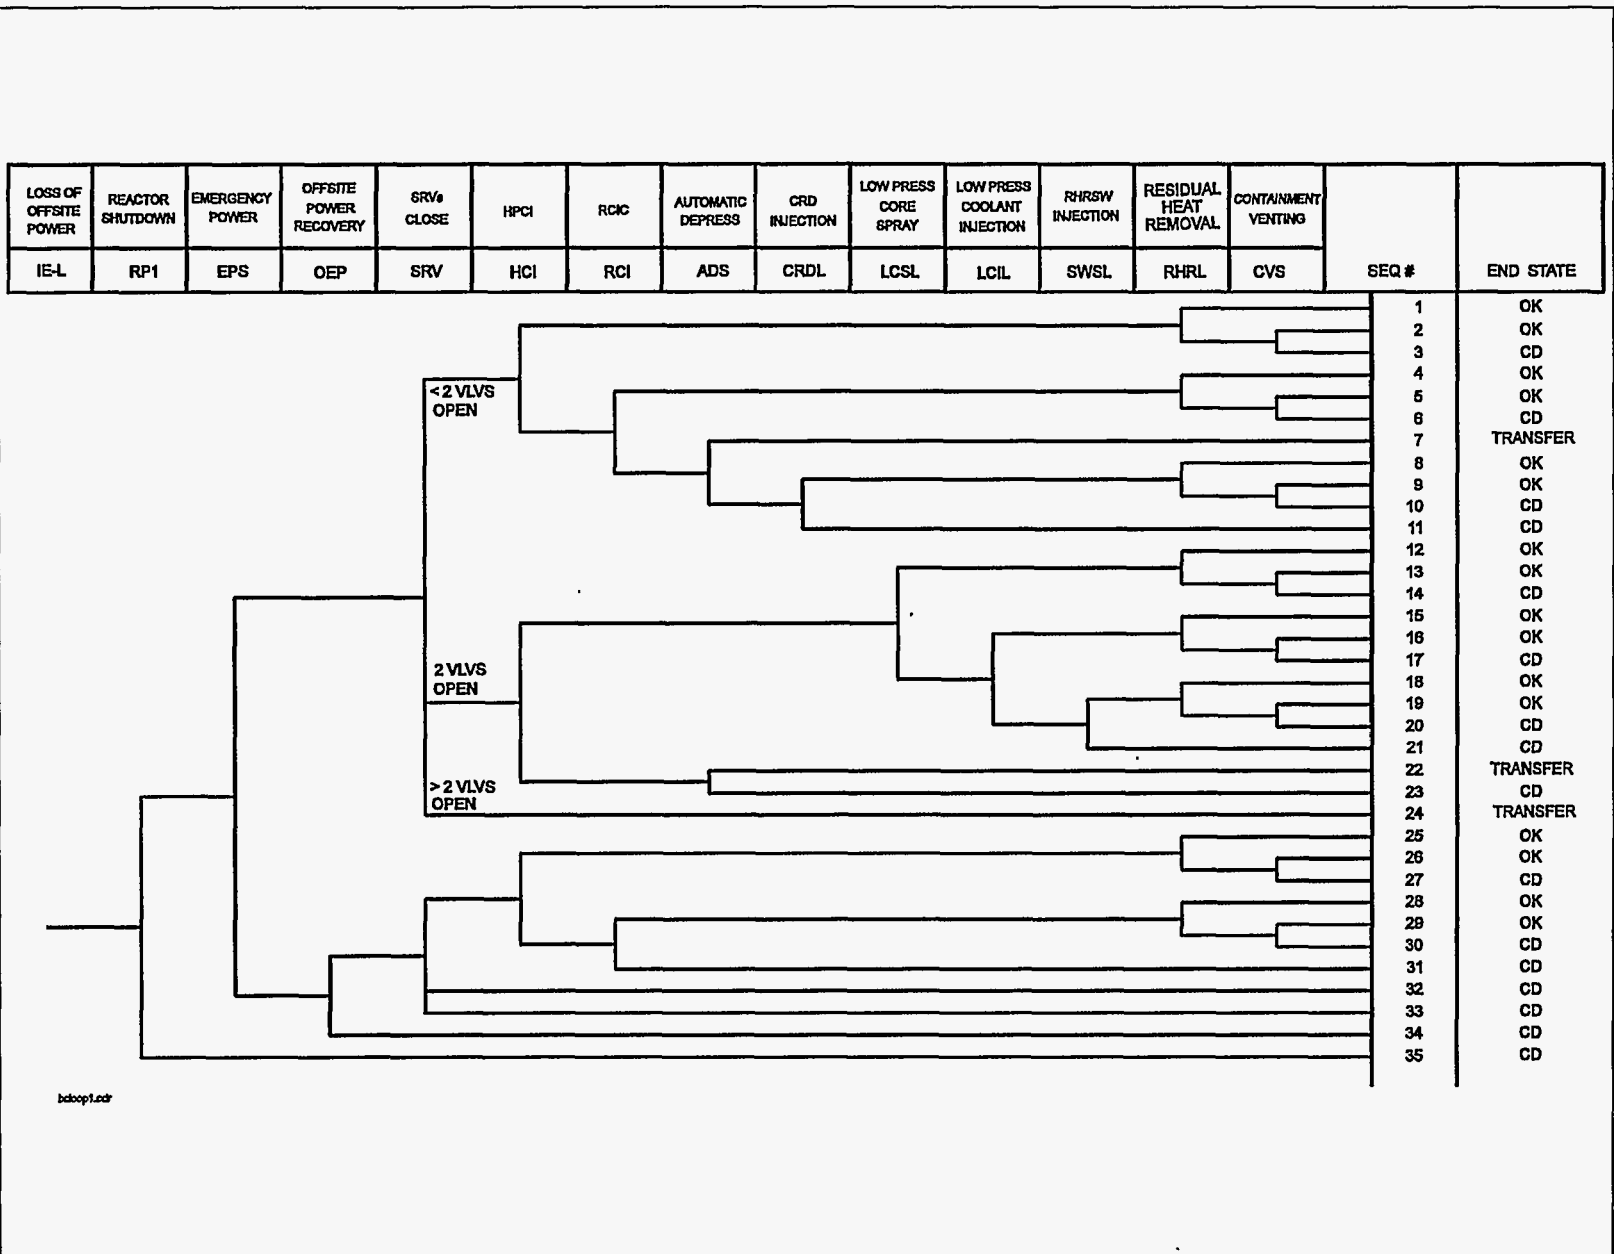 LOSS OF
OFFSITE
POWER
REACTOR
SHUTDOWN
EMERGENCY
POWER
OFFSITE
POWER
RECOVERY
SRVs
CLOSE
HPCI
RCIC
AUTOMATIC
DEPRESS
CRD
INJECTION
LOW PRESS
CORE
SPRAY
LOW PRESS
COOLANT
INJECTION
RHRSW
INJECTION
RESIDUAL
HEAT
REMOVAL
CONTAINMENT
VENTING
IE-L RP1 EPS OEP SRV HCI RCI ADS CRDL LCSL LCIL SWSL RHRL CVS SEQ # END STATE
1 OK
2 OK
3 CD
4 OK
< 2 VLVS
OPEN
5 OK
6 CD
7 TRANSFER
8 OK
9 OK
10 CD
11 CD
12 OK
13 OK
14 CD
15 OK
16 OK
17 CD
2 VLVS
OPEN
18 OK
19 OK
20 CD
21 CD
22 TRANSFER
> 2 VLVS
OPEN
23 CD
24 TRANSFER
25 OK
26 OK
27 CD
28 OK
29 OK
30 CD
31 CD
32 CD
33 CD
34 CD
35 CD